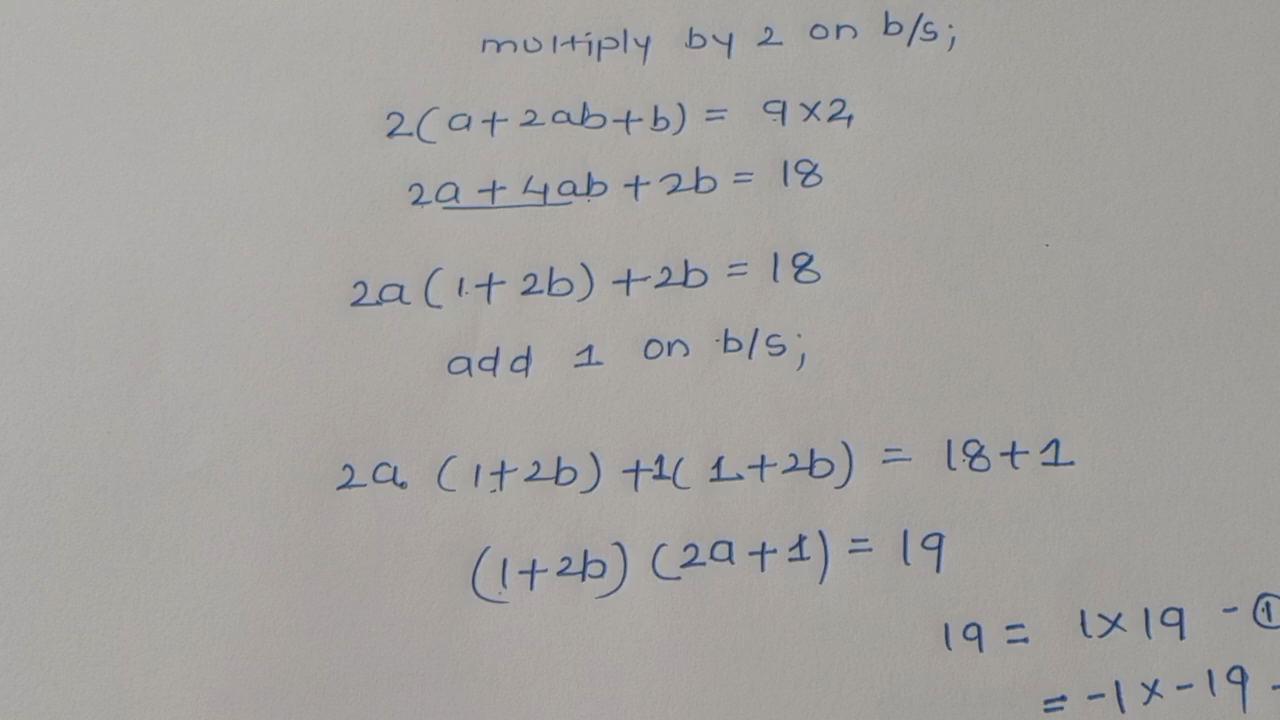 multiply by 2 on b/s;
2(a+2ab+b) = 9×2
2a + 4ab + 2b = 18
2a (1+2b) +2b = 18
add 1 on b/s;
2a (1+2b) +1( 1+2b) = 18+1
(1+2b) (2a+1) = 19
19 = 1×19 - ①
= -1×-19 -